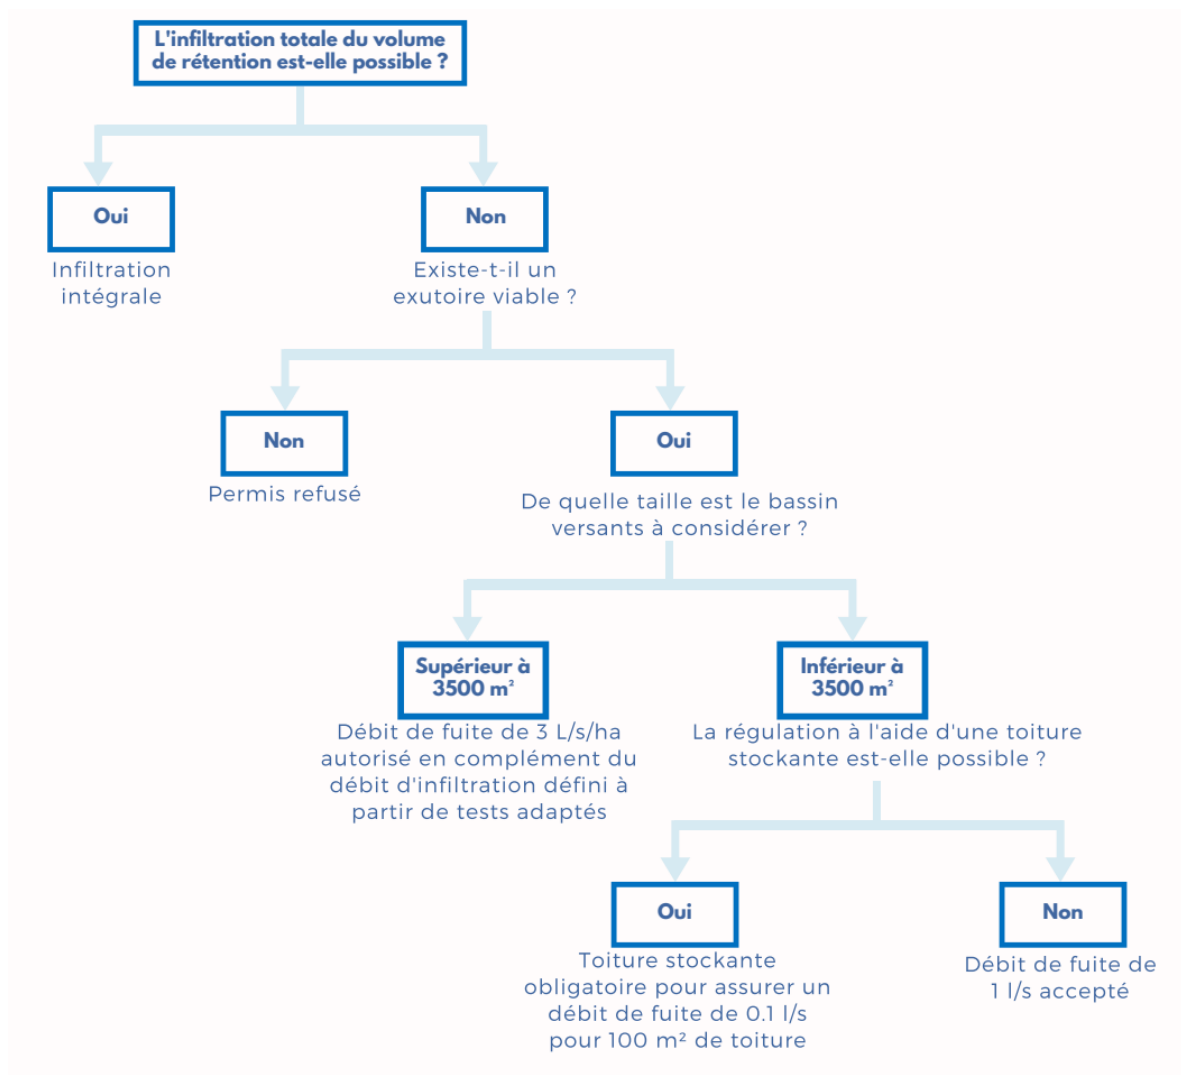 L'infiltration totale du volume
de rétention est-elle possible ?
Oui
Non
Infiltration
intégrale
Existe-t-il un
exutoire viable ?
Non
Oui
Permis refusé
De quelle taille est le bassin
versants à considérer ?
Supérieur à
3500 m²
Inférieur à
3500 m²
Débit de fuite de 3 L/s/ha
autorisé en complément du
débit d'infiltration défini à
partir de tests adaptés
La régulation à l'aide d'une toiture
stockante est-elle possible ?
Oui
Non
Toiture stockante
obligatoire pour assurer un
débit de fuite de 0.1 l/s
pour 100 m² de toiture
Débit de fuite de
1 l/s accepté